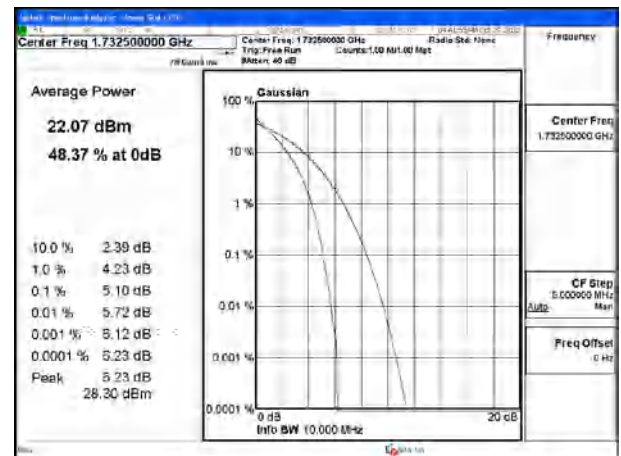 Center Freq 1.732500000 GHz
Center Freq: 1.732500000 GHz
Radio Std: None
Trig: Free Run
Counts:1.00 M/1.00 Mpt
#Atten: 40 dB
Frequency
Average Power
22.07 dBm
48.37 % at 0dB
10.0 % 2.39 dB
1.0 % 4.23 dB
0.1 % 5.10 dB
0.01 % 5.72 dB
0.001 % 6.12 dB
0.0001 % 6.23 dB
Peak 6.23 dB
28.30 dBm
Gaussian
100 %
10 %
1 %
0.1 %
0.01 %
0.001 %
0.0001 %
0 dB
20 dB
Info BW 10.000 MHz
Center Freq
1.732500000 GHz
CF Step
5.000000 MHz
Auto Man
Freq Offset
0 Hz